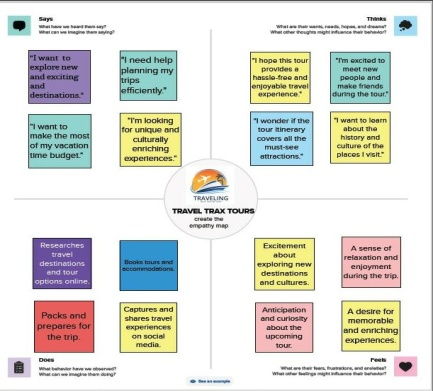 Says
What have we heard them say?
What can we imagine them saying?
Thinks
What are their wants, needs, hopes, and dreams?
What other thoughts might influence their behavior?
"I want to
explore new
and exciting
and
destinations."
"I need help
planning my
trips
efficiently."
"I hope this tour
provides a
hassle-free and
enjoyable travel
experience."
"I'm excited to
meet new
people and
make friends
during the tour."
"I want to
make the most
of my vacation
time budget."
"I'm looking
for unique and
culturally
enriching
experiences."
"I wonder if the
tour itinerary
covers all the
must-see
attractions."
"I want to learn
about the
history and
culture of the
places I visit."
TRAVELING
TRAVEL TRAX TOURS
create the
empathy map
Researches
travel
destinations
and tour
options online.
Books tours and
accommodations.
Excitement
about
exploring new
destinations
and cultures.
A sense of
relaxation and
enjoyment
during the trip.
Packs and
prepares for
the trip.
Captures and
shares travel
experiences
on social
media.
Anticipation
and curiosity
about the
upcoming
tour.
A desire for
memorable
and enriching
experiences.
Does
What behavior have we observed?
What can we imagine them doing?
See an example
Feels
What are their fears, frustrations, and anxieties?
What other feelings might influence their behavior?